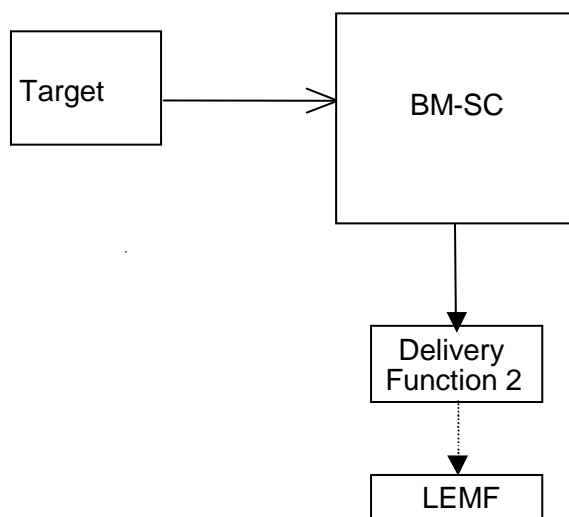 Target
BM-SC
Delivery
Function 2
LEMF